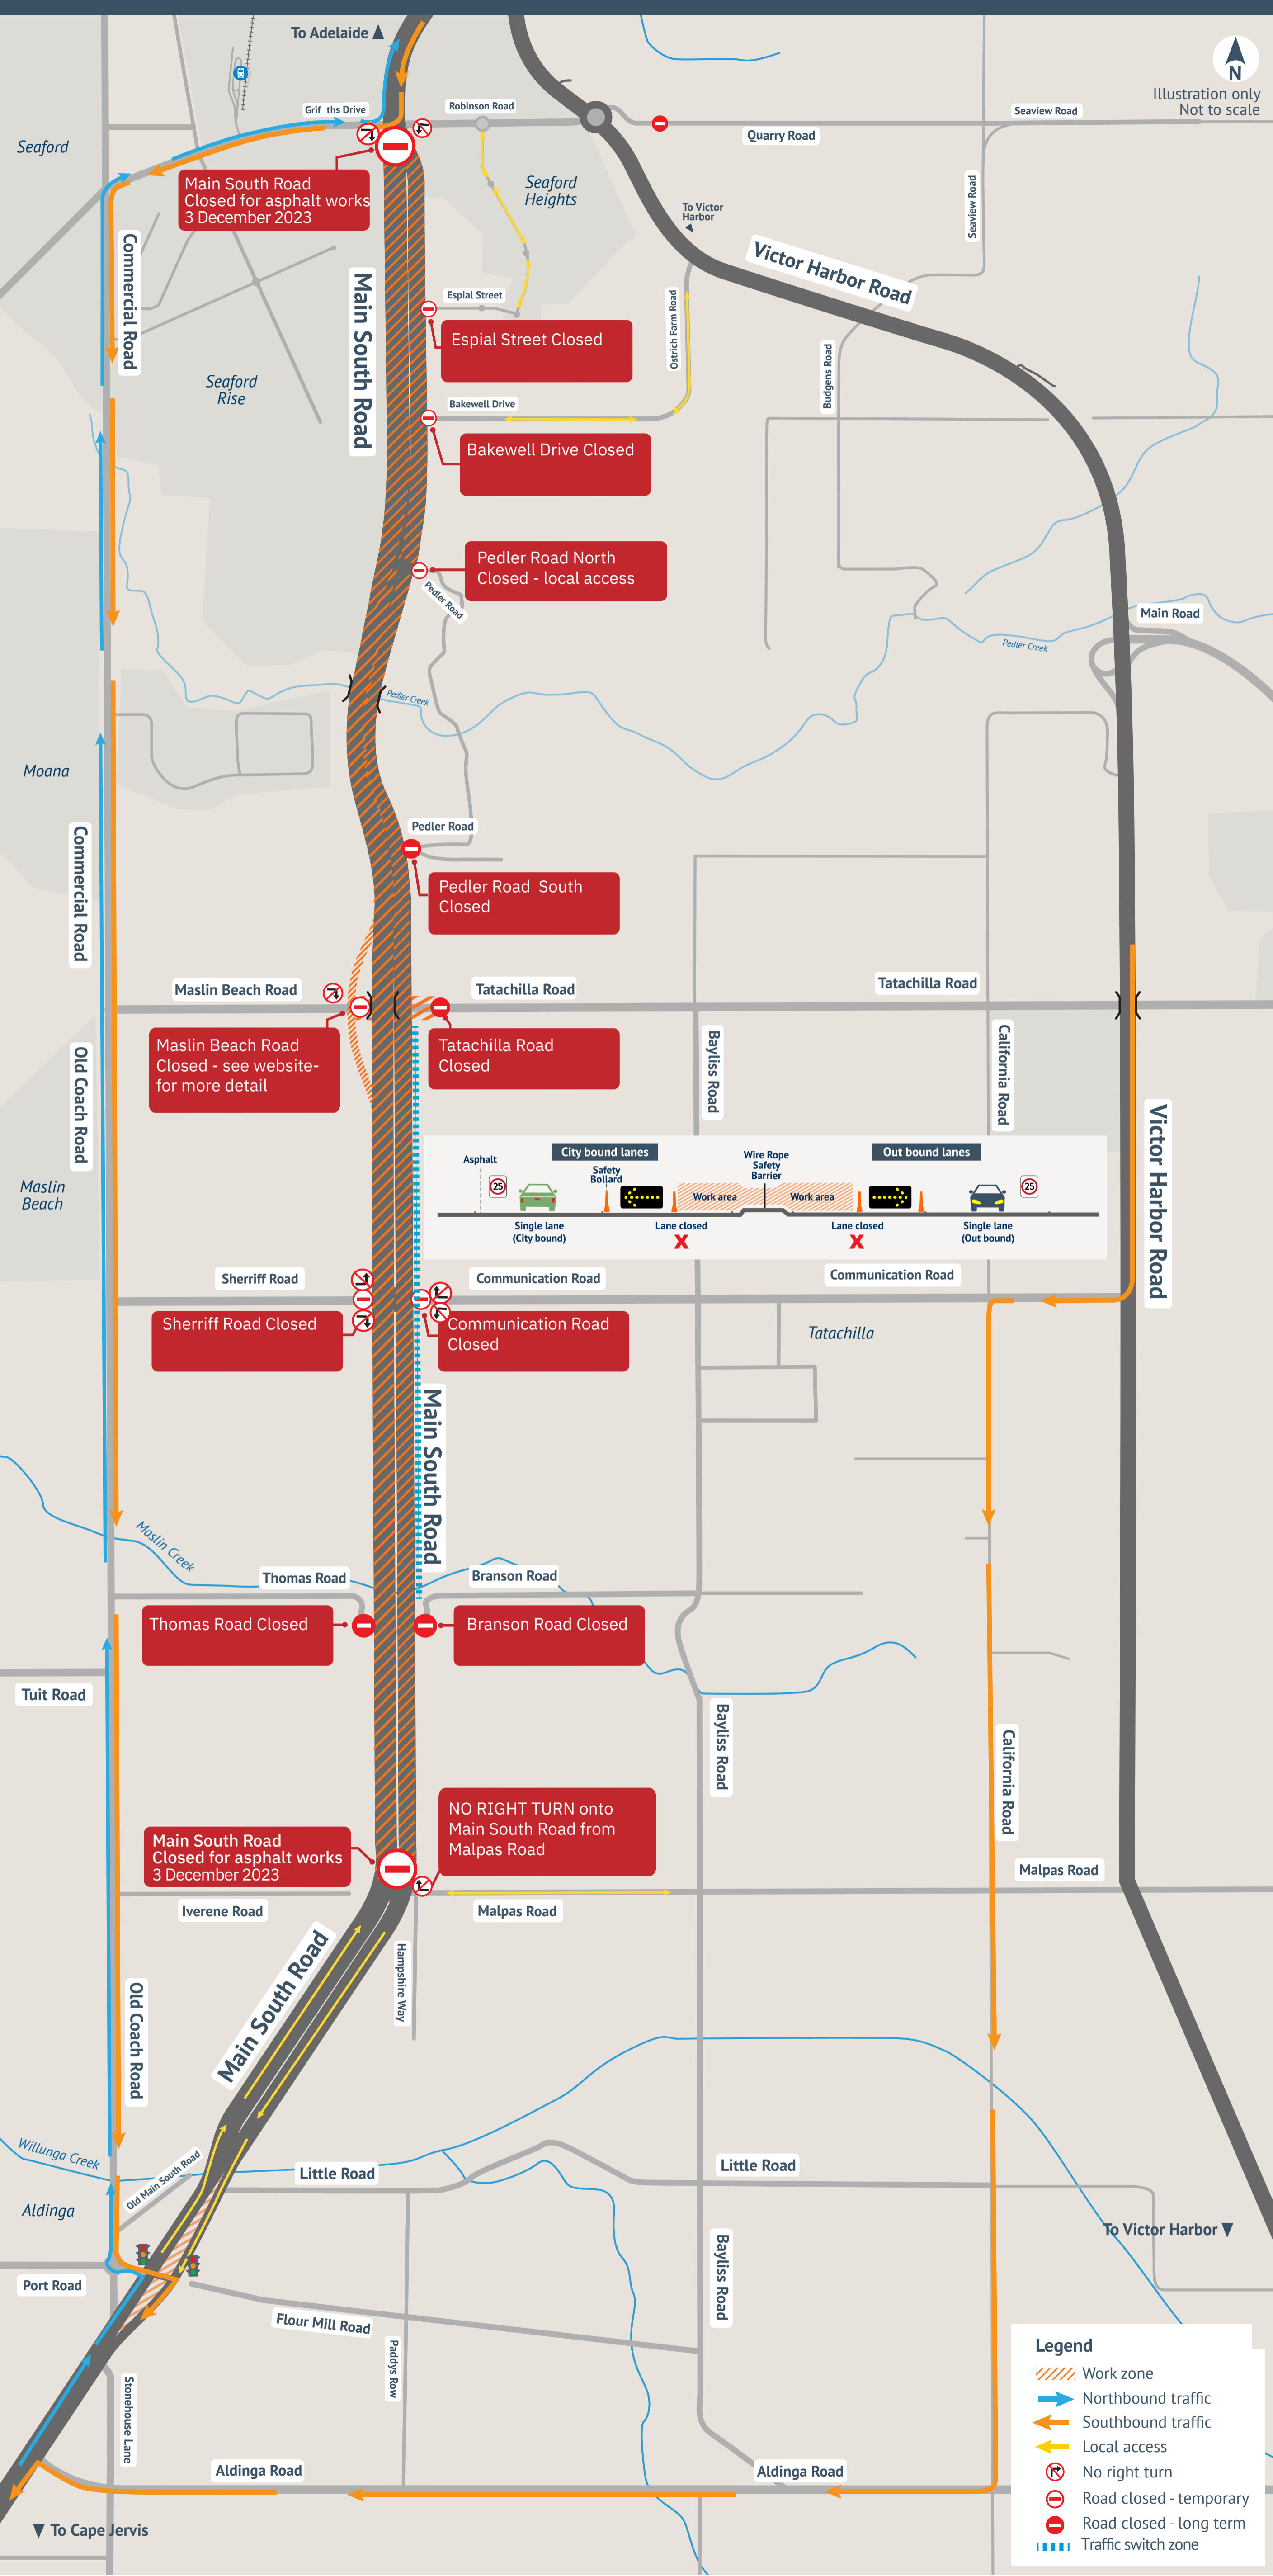 To Adelaide
N
Illustration only
Not to scale
Grif ths Drive
Robinson Road
Seaview Road
Quarry Road
Seaford
Main South Road
Closed for asphalt works
3 December 2023
Seaford
Heights
Seaview Road
To Victor
Harbor
Commercial Road
Main South Road
Victor Harbor Road
Espial Street
Ostrich Farm Road
Espial Street Closed
Budgens Road
Seaford
Rise
Bakewell Drive
Bakewell Drive Closed
Pedler Road North
Closed - local access
Pedler Road
Main Road
Pedler Creek
Pedler Creek
Moana
Commercial Road
Pedler Road
Pedler Road South
Closed
Maslin Beach Road
Tatachilla Road
Tatachilla Road
Maslin Beach Road
Closed - see website-
for more detail
Tatachilla Road
Closed
Old Coach Road
Bayliss Road
California Road
Victor Harbor Road
Maslin
Beach
City bound lanes
Wire Rope
Safety
Barrier
Out bound lanes
Asphalt
Safety
Bollard
25
Work area
Work area
25
Single lane
(City bound)
Lane closed
X
Lane closed
X
Single lane
(Out bound)
Sherriff Road
Communication Road
Communication Road
Sherriff Road Closed
Communication Road
Closed
Tatachilla
Main South Road
Maslin Creek
Thomas Road
Branson Road
Thomas Road Closed
Branson Road Closed
Tuit Road
Bayliss Road
California Road
NO RIGHT TURN onto
Main South Road from
Malpas Road
Main South Road
Closed for asphalt works
3 December 2023
Malpas Road
Iverene Road
Malpas Road
Main South Road
Hampshire Way
Old Coach Road
Willunga Creek
Old Main South Road
Little Road
Little Road
Aldinga
To Victor Harbor
Port Road
Bayliss Road
Flour Mill Road
Paddys Row
Stonehouse Lane
Aldinga Road
Aldinga Road
To Cape Jervis
Legend
Work zone
Northbound traffic
Southbound traffic
Local access
No right turn
Road closed - temporary
Road closed - long term
Traffic switch zone